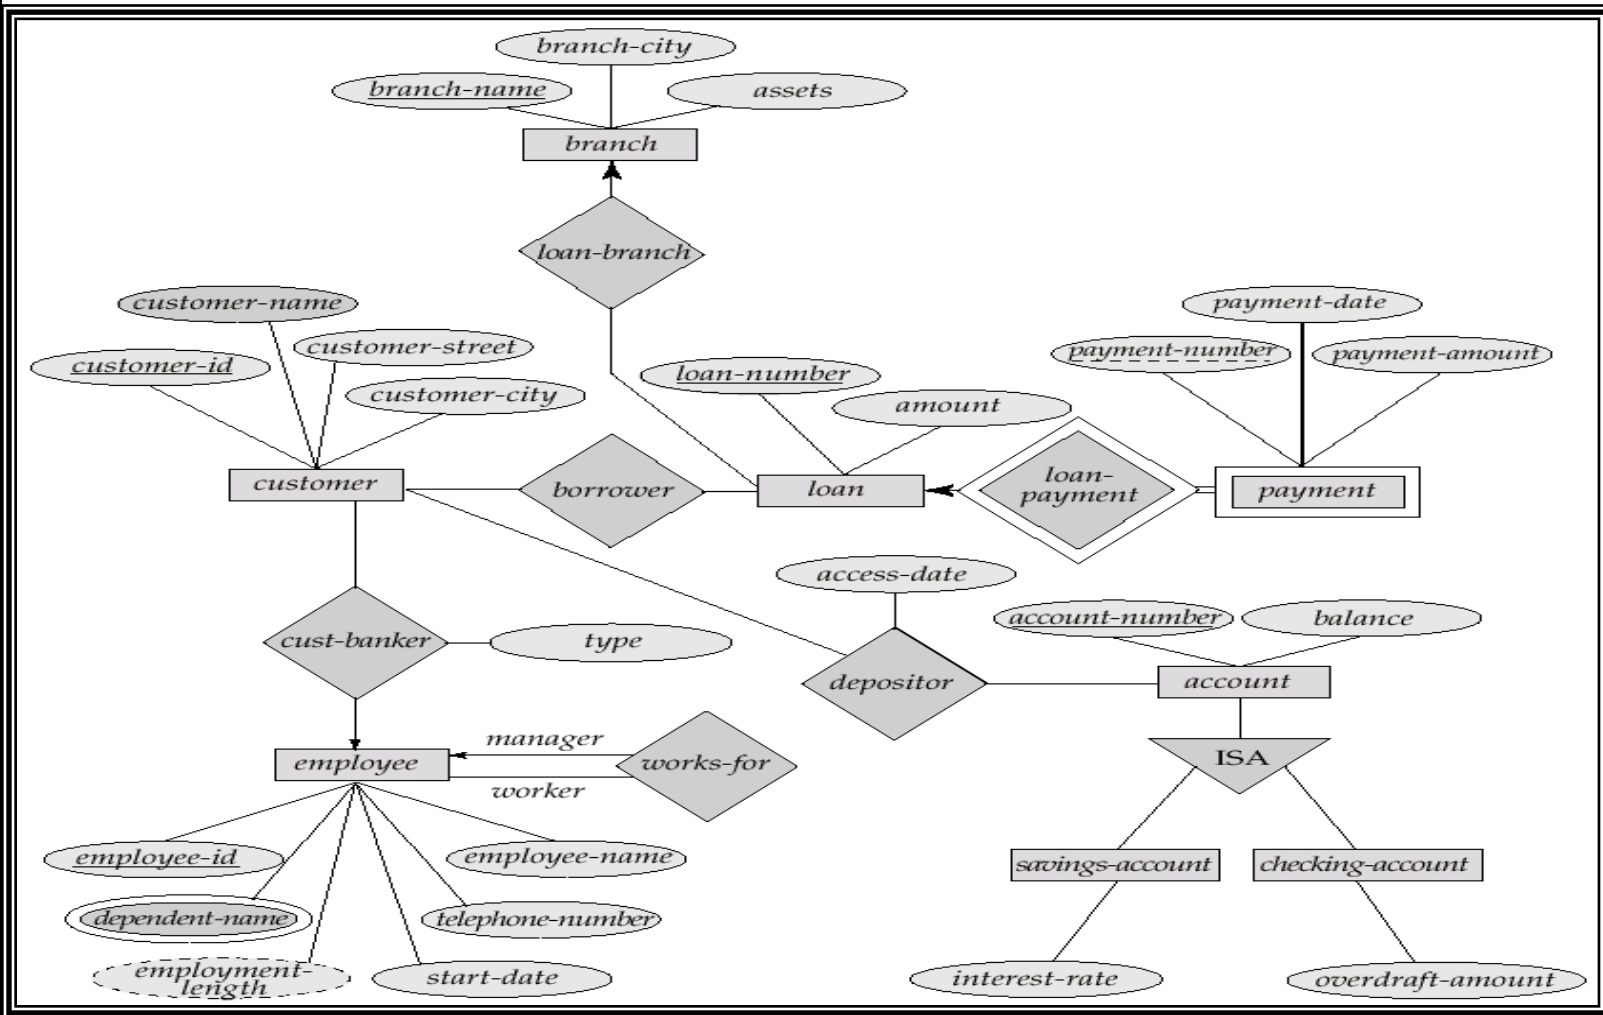 branch-city
branch-name
assets
branch
loan-branch
customer-name
customer-street
customer-id
customer-city
payment-date
payment-number
payment-amount
loan-number
amount
customer
borrower
loan
loan-
payment
payment
access-date
account-number
balance
cust-banker
type
depositor
account
manager
employee
works-for
worker
ISA
employee-id
employee-name
savings-account
checking-account
dependent-name
telephone-number
employment-
length
start-date
interest-rate
overdraft-amount